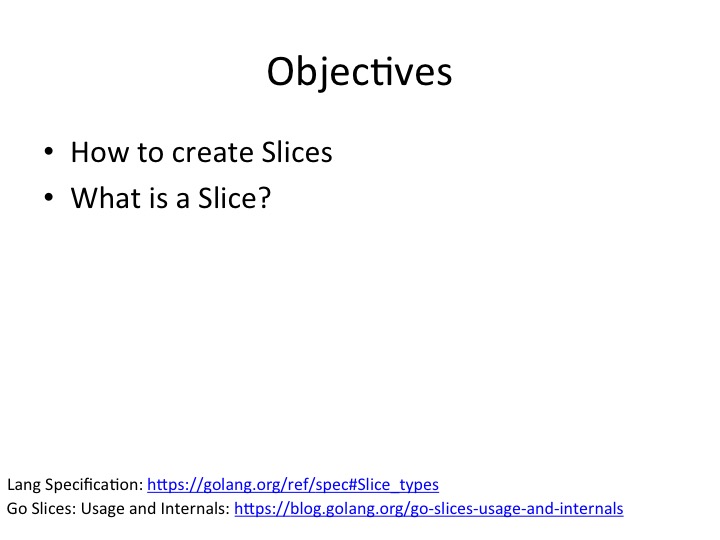 Objectives
• How to create Slices
• What is a Slice?
Lang Specification: https://golang.org/ref/spec#Slice_types
Go Slices: Usage and Internals: https://blog.golang.org/go-slices-usage-and-internals